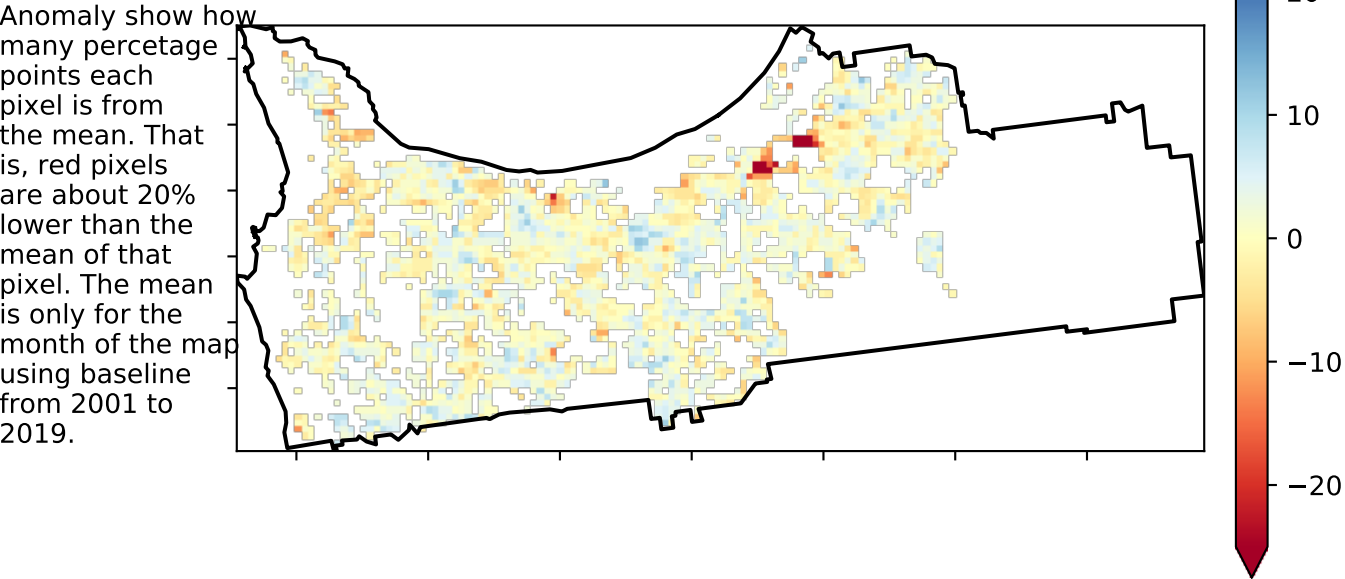 Anomaly show how
many percetage
points each
pixel is from
the mean. That
is, red pixels
are about 20%
lower than the
mean of that
pixel. The mean
is only for the
month of the map
using baseline
from 2001 to
2019.
10
0
−10
−20